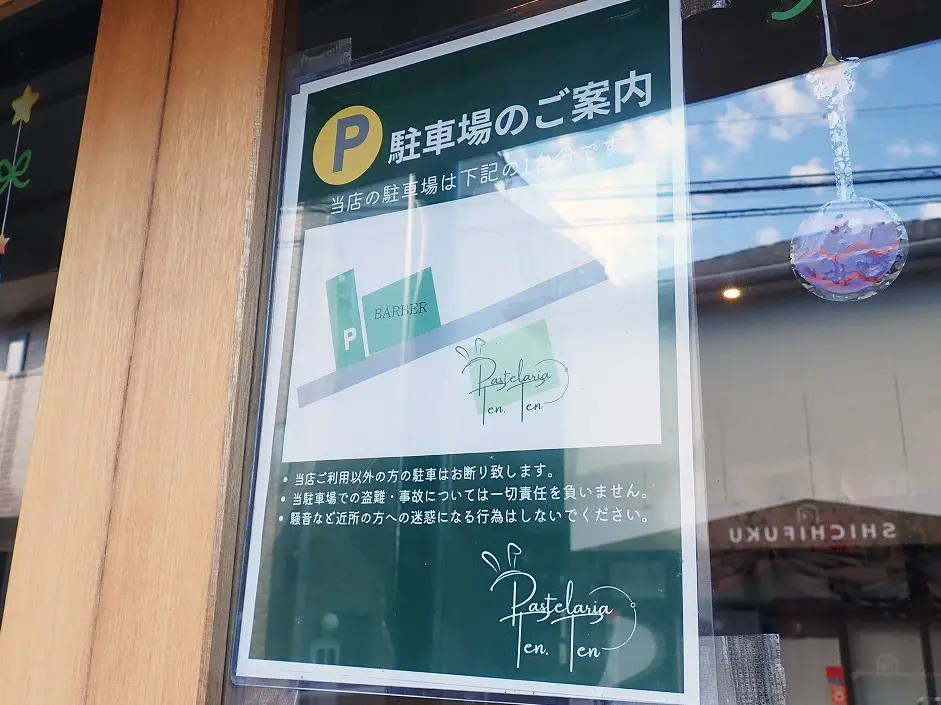 P 駐車場のご案内
当店の駐車場は下記の1台分です
P
BARBER
Pastelaria
Ten. Ten
• 当店ご利用以外の方の駐車はお断り致します。
• 当駐車場での盗難・事故については一切責任を負いません。
• 騒音など近所の方への迷惑になる行為はしないでください。
Pastelaria
Ten. Ten
SHICHIFUKU